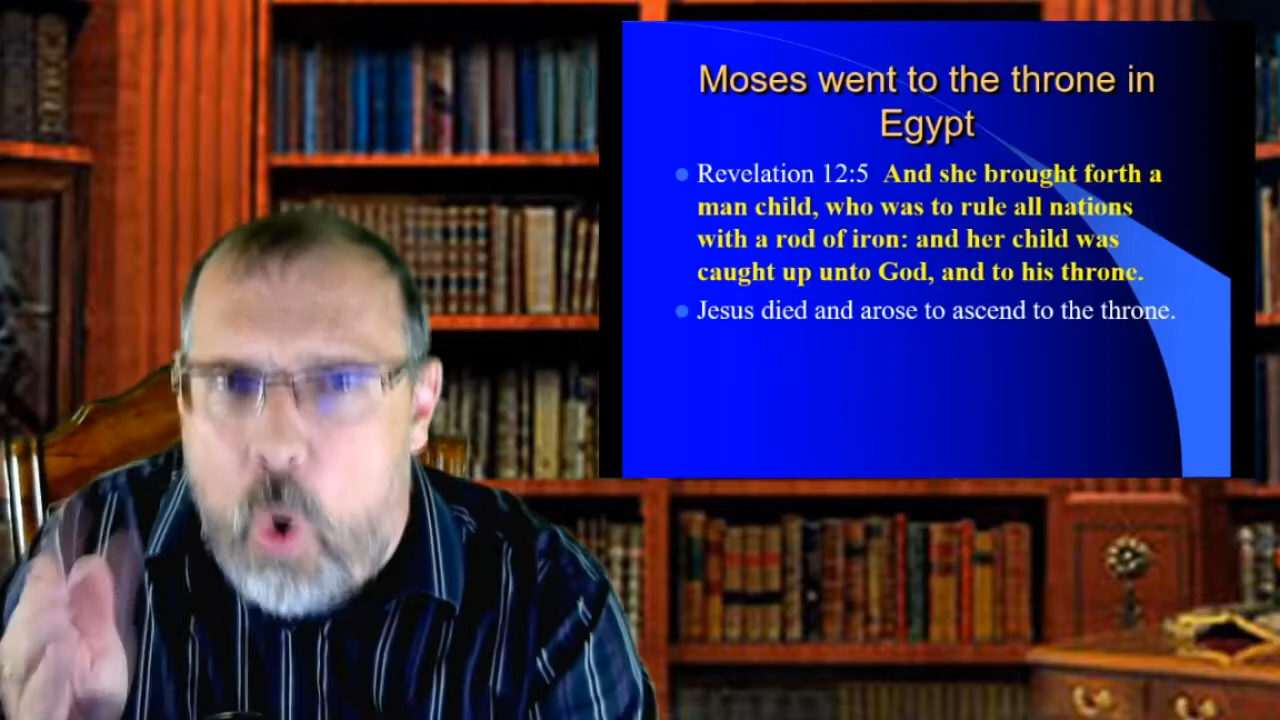 Moses went to the throne in
Egypt
Revelation 12:5 And she brought forth a
man child, who was to rule all nations
with a rod of iron: and her child was
caught up unto God, and to his throne.
Jesus died and arose to ascend to the throne.